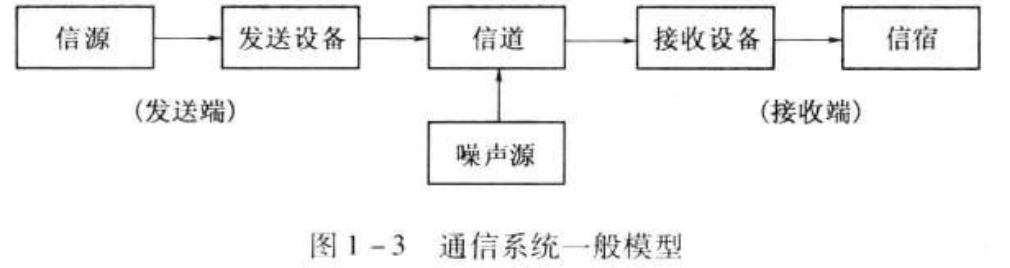 信源 发送设备 信道 接收设备 信宿
(发送端) (接收端)
噪声源
图1-3 通信系统一般模型